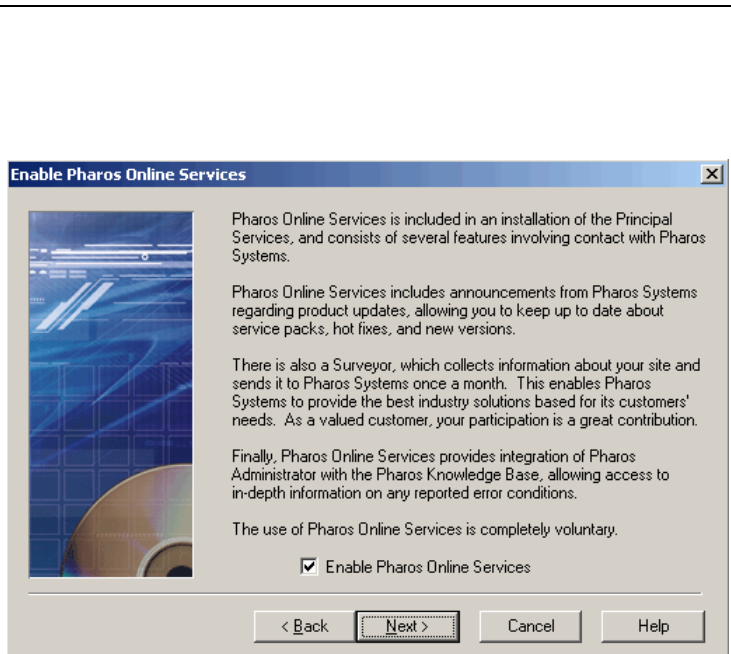 Enable Pharos Online Services
Pharos Online Services is included in an installation of the Principal
Services, and consists of several features involving contact with Pharos
Systems.
Pharos Online Services includes announcements from Pharos Systems
regarding product updates, allowing you to keep up to date about
service packs, hot fixes, and new versions.
There is also a Surveyor, which collects information about your site and
sends it to Pharos Systems once a month.  This enables Pharos
Systems to provide the best industry solutions based for its customers'
needs.  As a valued customer, your participation is a great contribution.
Finally, Pharos Online Services provides integration of Pharos
Administrator with the Pharos Knowledge Base, allowing access to
in-depth information on any reported error conditions.
The use of Pharos Online Services is completely voluntary.
Enable Pharos Online Services
< Back Next > Cancel Help